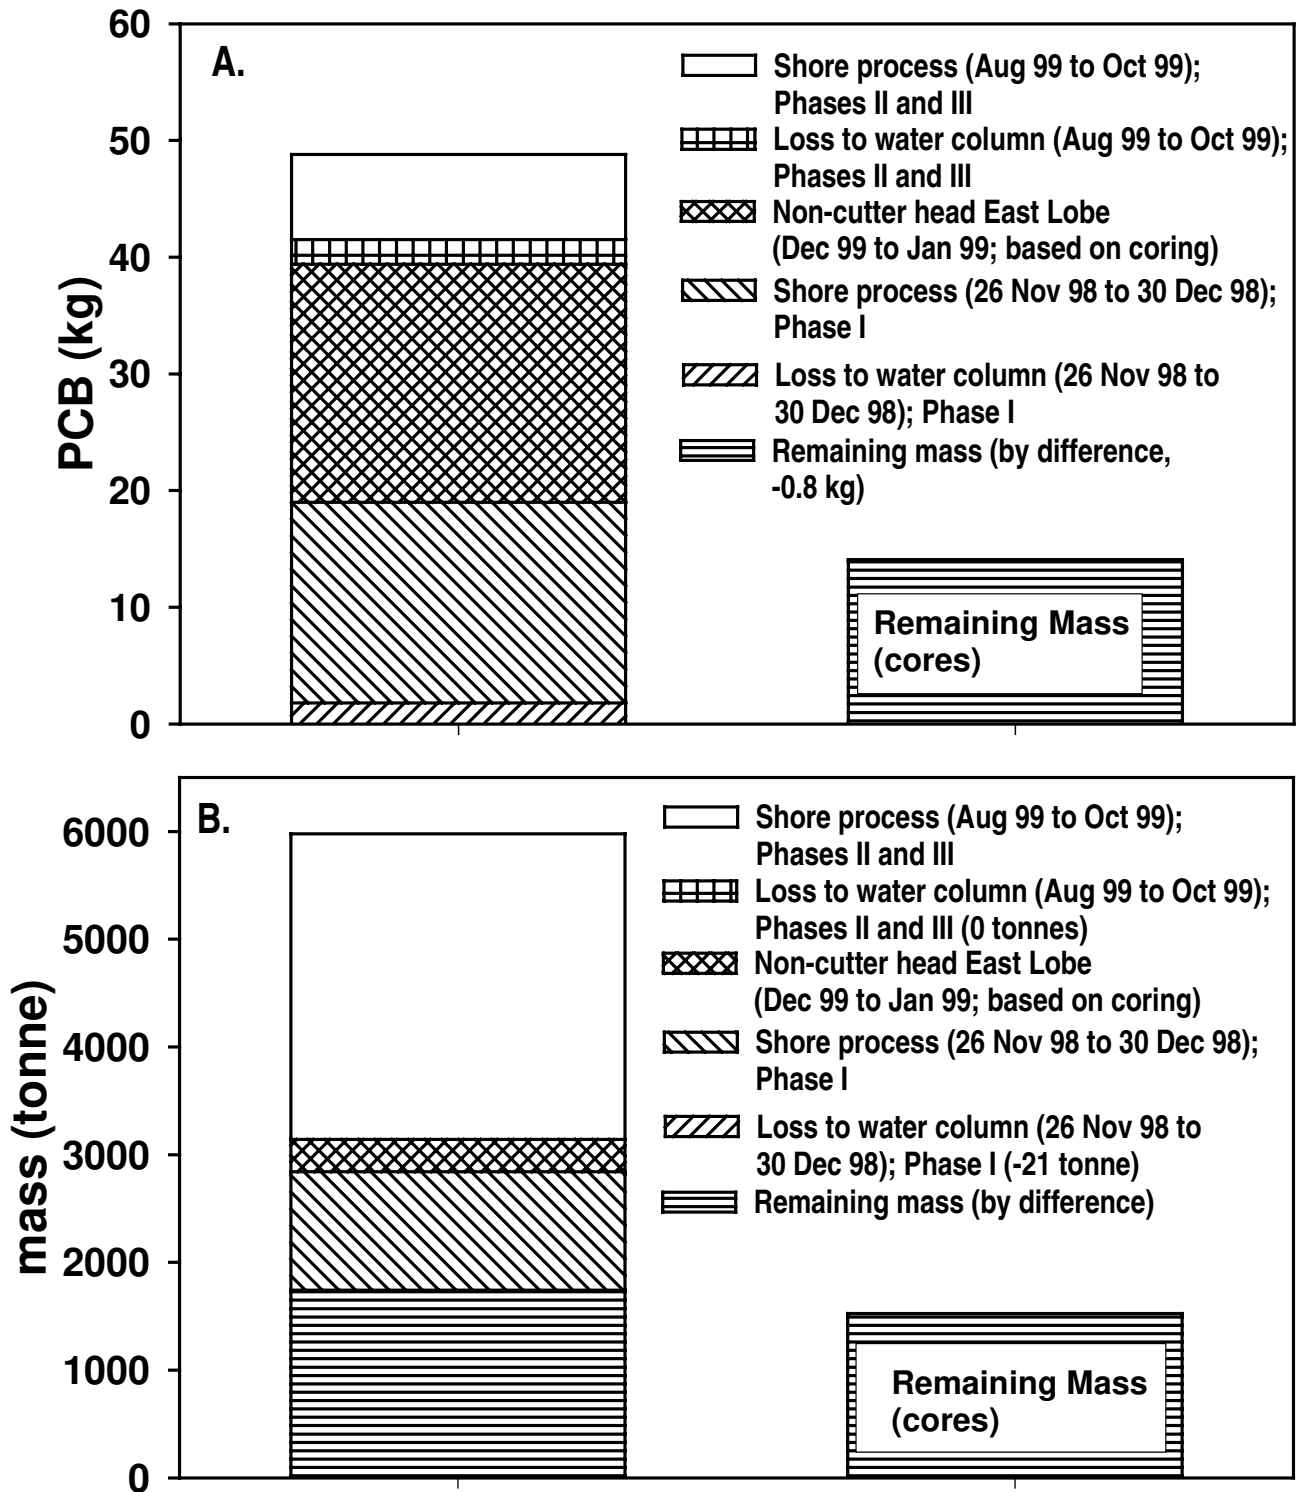 A.
60
50
40
30
20
10
0
PCB (kg)
Shore process (Aug 99 to Oct 99);
Phases II and III
Loss to water column (Aug 99 to Oct 99);
Phases II and III
Non-cutter head East Lobe
(Dec 99 to Jan 99; based on coring)
Shore process (26 Nov 98 to 30 Dec 98);
Phase I
Loss to water column (26 Nov 98 to
30 Dec 98); Phase I
Remaining mass (by difference,
-0.8 kg)
Remaining Mass
(cores)
B.
6000
5000
4000
3000
2000
1000
0
mass (tonne)
Shore process (Aug 99 to Oct 99);
Phases II and III
Loss to water column (Aug 99 to Oct 99);
Phases II and III (0 tonnes)
Non-cutter head East Lobe
(Dec 99 to Jan 99; based on coring)
Shore process (26 Nov 98 to 30 Dec 98);
Phase I
Loss to water column (26 Nov 98 to
30 Dec 98); Phase I (-21 tonne)
Remaining mass (by difference)
Remaining Mass
(cores)